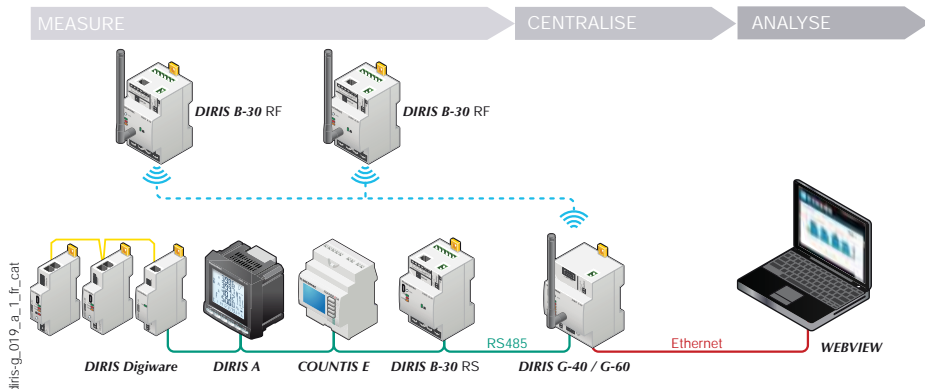 MEASURE
CENTRALISE
ANALYSE
DIRIS B-30 RF
DIRIS B-30 RF
diris-g_019_a_1_fr_cat
RS485
Ethernet
DIRIS Digiware
DIRIS A
COUNTIS E
DIRIS B-30 RS
DIRIS G-40 / G-60
WEBVIEW